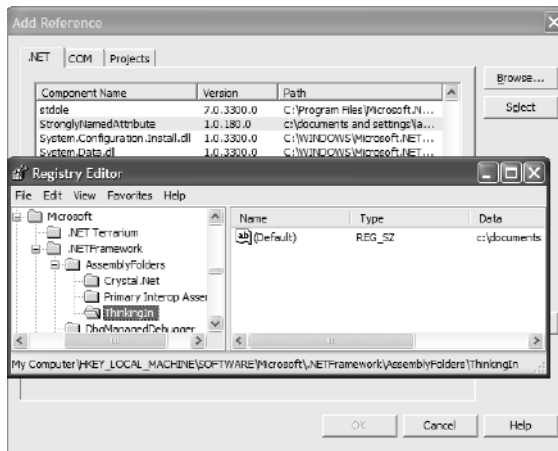 Add Reference
.NET COM Projects
Browse...
Component Name Version Path
Select
stdole 7.0.3300.0 C:\Program Files\Microsoft.N...
StronglyNamedAttribute 1.0.180.0 c:\documents and settings\la...
System.Configuration.Install.dll 1.0.3300.0 C:\WINDOWS\Microsoft.NET...
System.Data.dl 1.0.3300.0 C:\WINDOWS\Microsoft.NET...
Registry Editor
File Edit View Favorites Help
Microsoft
.NET Terrarium
.NETFramework
AssemblyFolders
Crystal.Net
Primary Interop Asser
ThinkingIn
DbgManagedDebugger
Name Type Data
ab (Default) REG_SZ c:\documents
My Computer\HKEY_LOCAL_MACHINE\SOFTWARE\Microsoft\.NETFramework\AssemblyFolders\ThinkingIn
OK Cancel Help